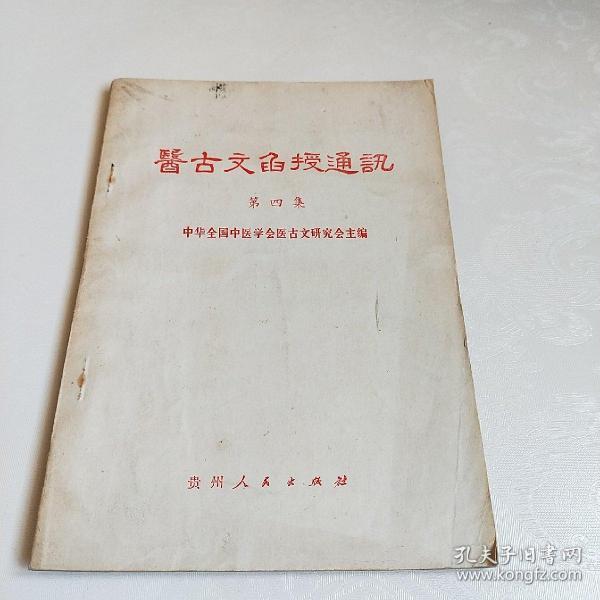 醫古文函授通訊
第四集
中华全国中医学会医古文研究会主编
贵州人民出版社
孔夫子旧书网
www.kongfz.com